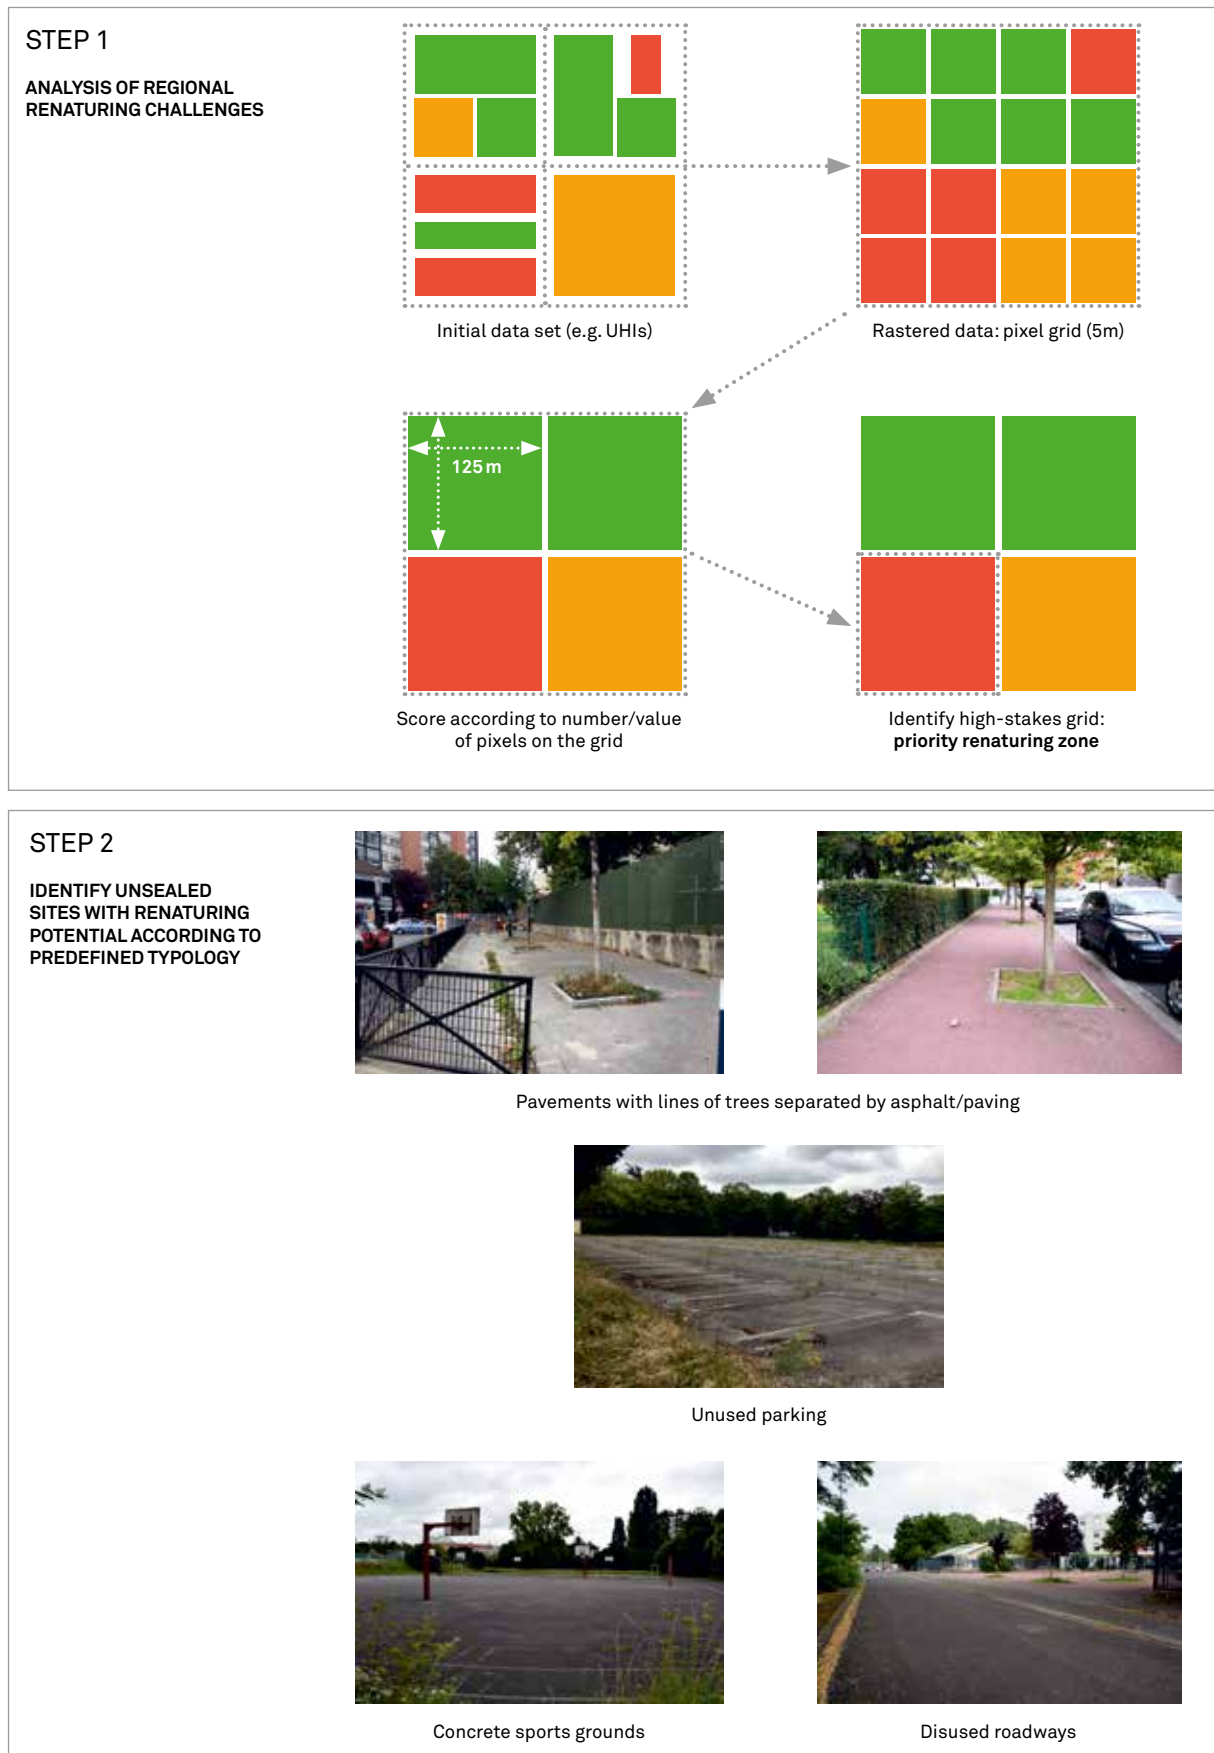 STEP 1
ANALYSIS OF REGIONAL
RENATURING CHALLENGES
Initial data set (e.g. UHIs)
Rastered data: pixel grid (5m)
125 m
Score according to number/value
of pixels on the grid
Identify high-stakes grid:
priority renaturing zone
STEP 2
IDENTIFY UNSEALED
SITES WITH RENATURING
POTENTIAL ACCORDING TO
PREDEFINED TYPOLOGY
Pavements with lines of trees separated by asphalt/paving
Unused parking
Concrete sports grounds
Disused roadways